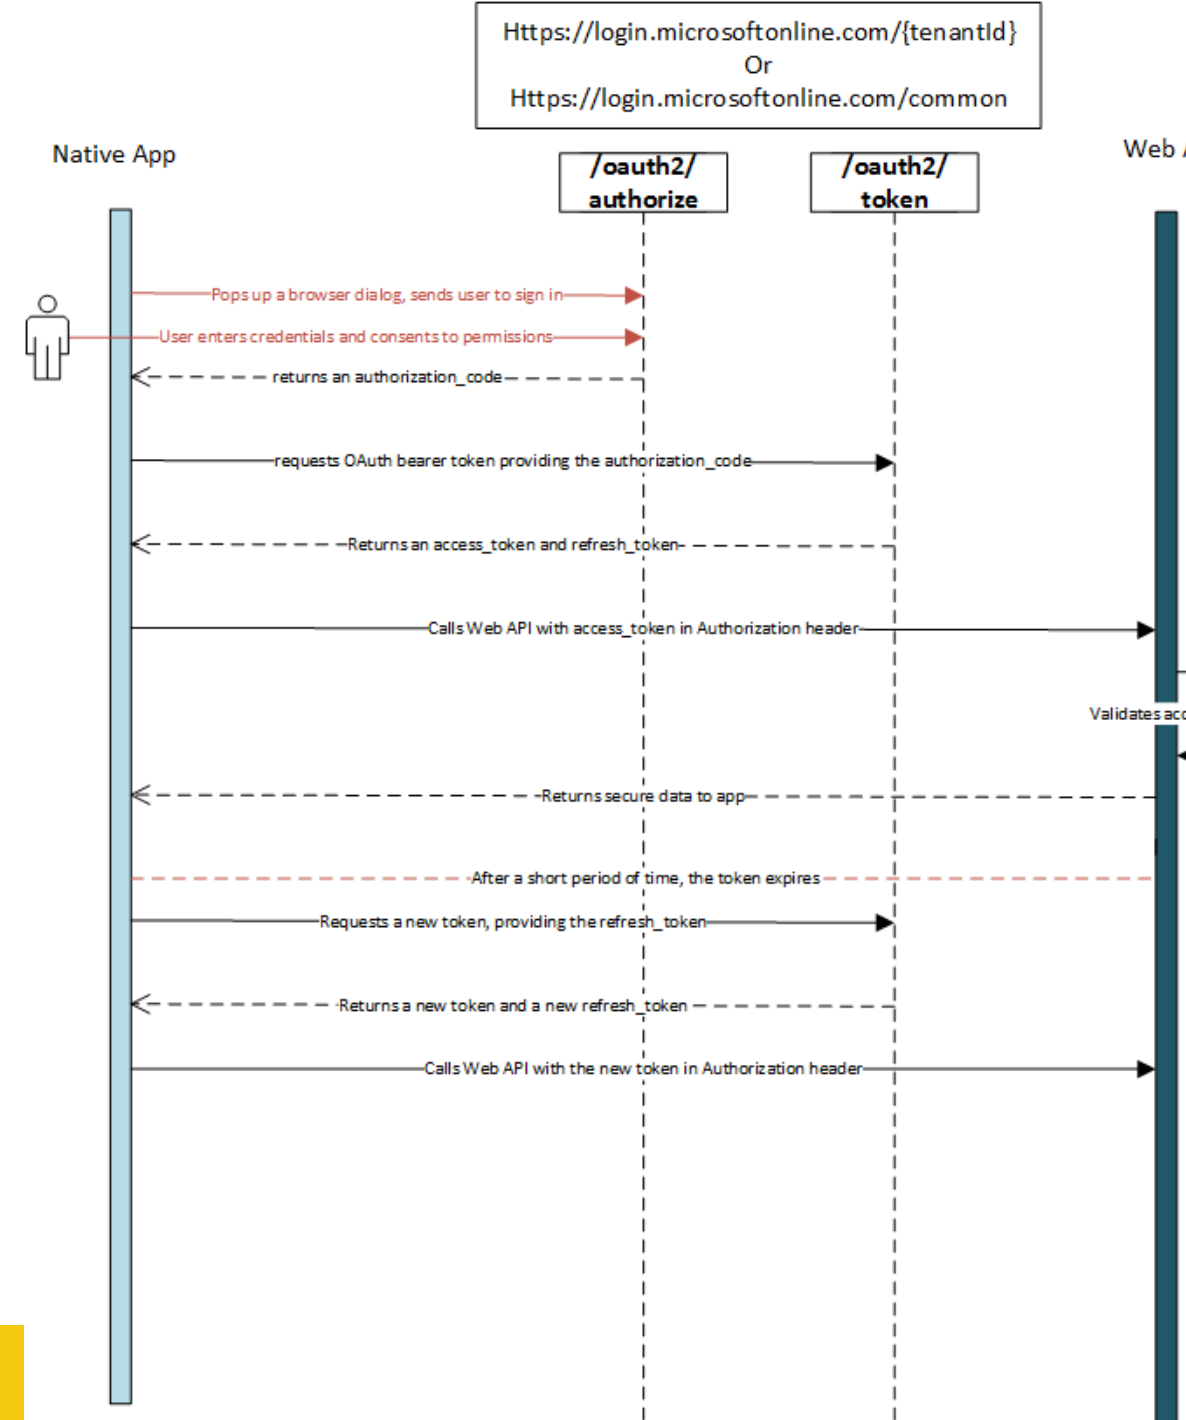 Https://login.microsoftonline.com/{tenantId}
Or
Https://login.microsoftonline.com/common
Native App
/oauth2/
authorize
/oauth2/
token
Web
Pops up a browser dialog, sends user to sign in
User enters credentials and consents to permissions
returns an authorization_code
requests OAuth bearer token providing the authorization_code
Returns an access_token and refresh_token
Calls Web API with access_token in Authorization header
Validates
Returns secure data to app
After a short period of time, the token expires
Requests a new token, providing the refresh_token
Returns a new token and a new refresh_token
Calls Web API with the new token in Authorization header